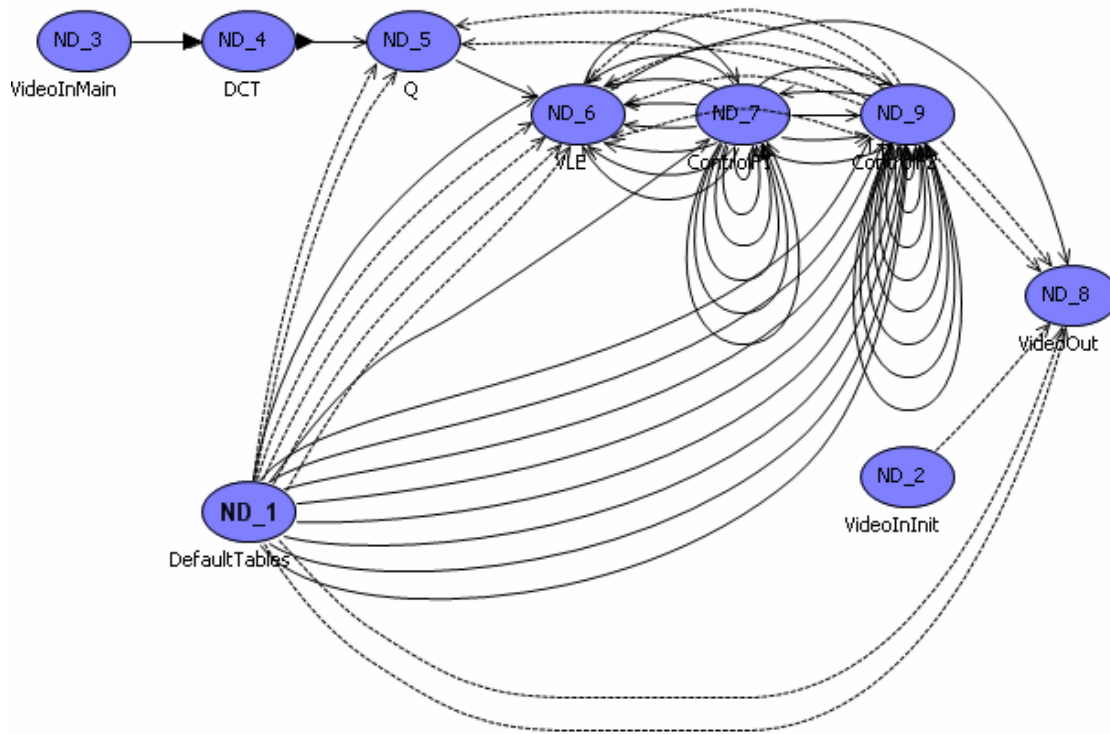 ND_3
VideoInMain
ND_4
DCT
ND_5
Q
ND_6
VLE
ND_7
ND_9
ND_8
VideoOut
ND_2
VideoInInit
ND_1
DefaultTables